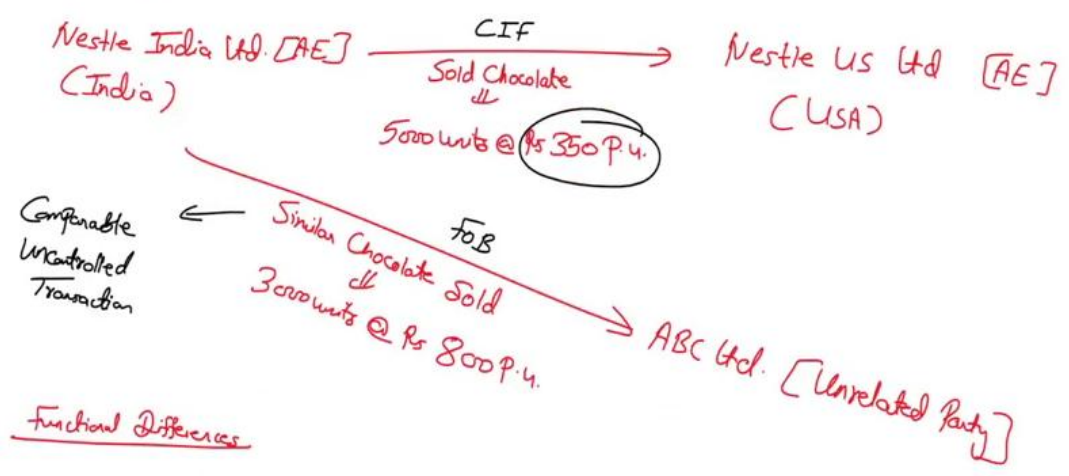 Nestle India Ltd. [AE]
(India)
CIF
Sold Chocolate
5000 units @ Rs 350 P.u.
Nestle US Ltd [AE]
(USA)
Comparable
Uncontrolled
Transaction
FOB
Similar Chocolate Sold
3000 units @ Rs 800 P.u.
ABC Ltd. [Unrelated Party]
Functional Differences